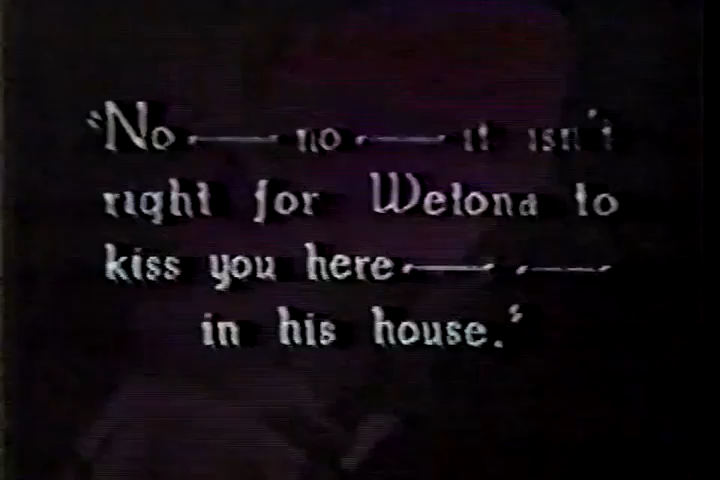 "No — no — it isn't
right for Welona to
kiss you here — —
in his house."